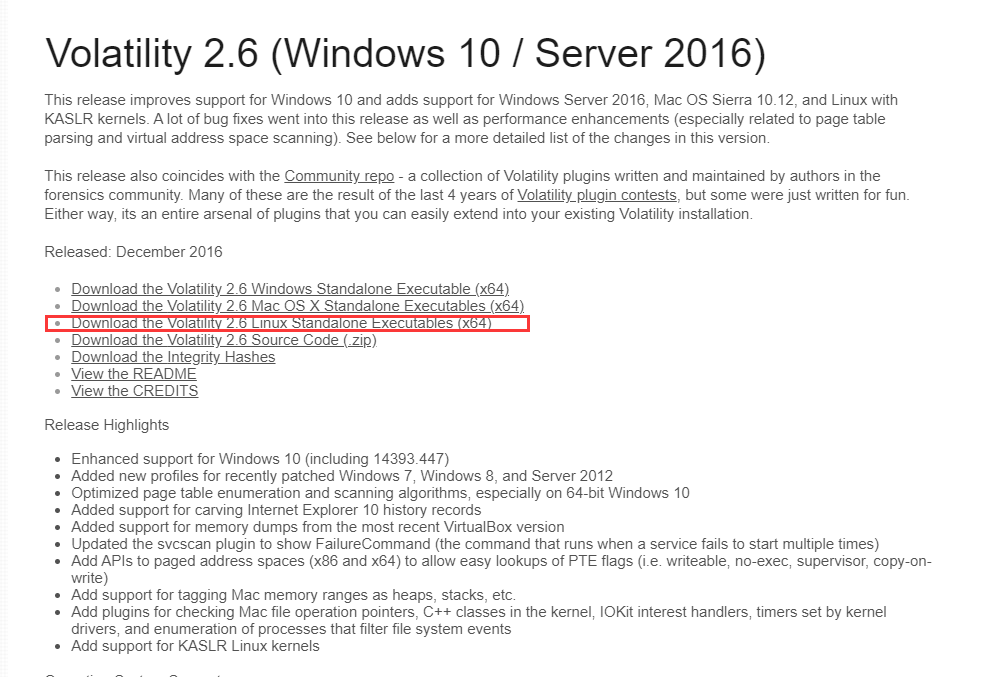 Volatility 2.6 (Windows 10 / Server 2016)
This release improves support for Windows 10 and adds support for Windows Server 2016, Mac OS Sierra 10.12, and Linux with
KASLR kernels. A lot of bug fixes went into this release as well as performance enhancements (especially related to page table
parsing and virtual address space scanning). See below for a more detailed list of the changes in this version.
This release also coincides with the Community repo - a collection of Volatility plugins written and maintained by authors in the
forensics community. Many of these are the result of the last 4 years of Volatility plugin contests, but some were just written for fun.
Either way, its an entire arsenal of plugins that you can easily extend into your existing Volatility installation.
Released: December 2016
Download the Volatility 2.6 Windows Standalone Executable (x64)
Download the Volatility 2.6 Mac OS X Standalone Executables (x64)
Download the Volatility 2.6 Linux Standalone Executables (x64)
Download the Volatility 2.6 Source Code (.zip)
Download the Integrity Hashes
View the README
View the CREDITS
Release Highlights
Enhanced support for Windows 10 (including 14393.447)
Added new profiles for recently patched Windows 7, Windows 8, and Server 2012
Optimized page table enumeration and scanning algorithms, especially on 64-bit Windows 10
Added support for carving Internet Explorer 10 history records
Added support for memory dumps from the most recent VirtualBox version
Updated the svcscan plugin to show FailureCommand (the command that runs when a service fails to start multiple times)
Add APIs to paged address spaces (x86 and x64) to allow easy lookups of PTE flags (i.e. writeable, no-exec, supervisor, copy-on-
write)
Add support for tagging Mac memory ranges as heaps, stacks, etc.
Add plugins for checking Mac file operation pointers, C++ classes in the kernel, IOKit interest handlers, timers set by kernel
drivers, and enumeration of processes that filter file system events
Add support for KASLR Linux kernels